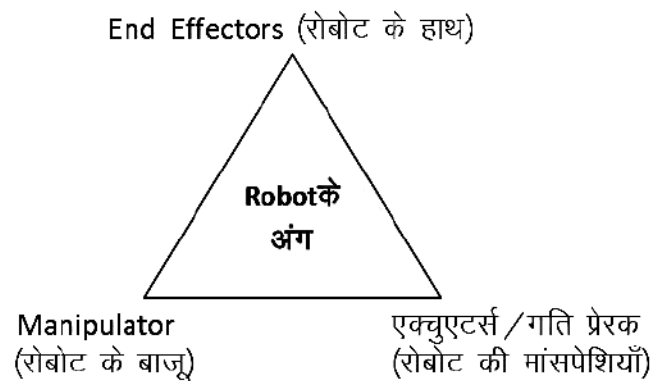 End Effectors (रोबोट के हाथ)
Robotके
अंग
Manipulator
(रोबोट के बाजू)
एक्चुएटर्स/गति प्रेरक
(रोबोट की मांसपेशियाँ)